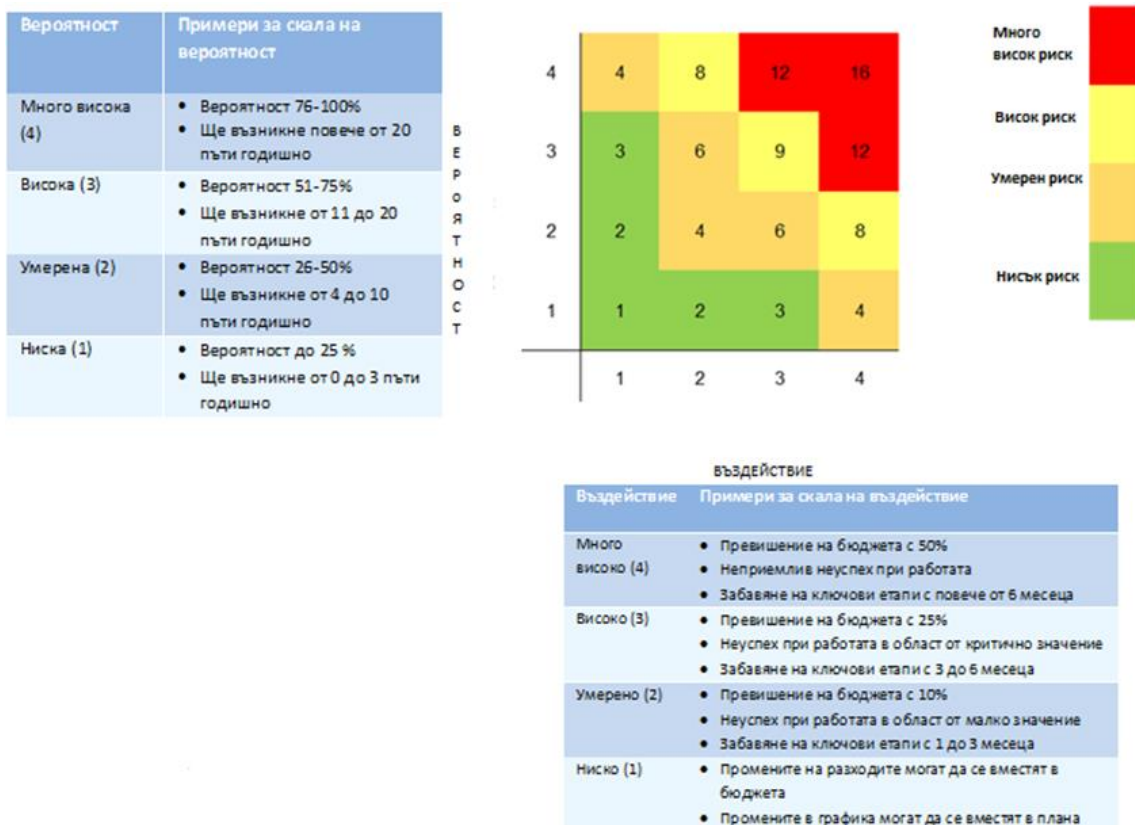 Вероятност
Примери за скала на
вероятност
Много висока
(4)
• Вероятност 76-100%
• Ще възникне повече от 20
пъти годишно
Висока (3)
• Вероятност 51-75%
• Ще възникне от 11 до 20
пъти годишно
Умерена (2)
• Вероятност 26-50%
• Ще възникне от 4 до 10
пъти годишно
Ниска (1)
• Вероятност до 25 %
• Ще възникне от 0 до 3 пъти
годишно
В
Е
Р
О
Я
Т
Н
О
С
Т
4 4 8 12 16
3 3 6 9 12
2 2 4 6 8
1 1 2 3 4
1 2 3 4
Много
висок риск
Висок риск
Умерен риск
Нисък риск
ВЪЗДЕЙСТВИЕ
Въздействие
Примери за скала на въздействие
Много
високо (4)
• Превишение на бюджета с 50%
• Неприемлив неуспех при работата
• Забавяне на ключови етапи с повече от 6 месеца
Високо (3)
• Превишение на бюджета с 25%
• Неуспех при работата в област от критично значение
• Забавяне на ключови етапи с 3 до 6 месеца
Умерено (2)
• Превишение на бюджета с 10%
• Неуспех при работата в област от малко значение
• Забавяне на ключови етапи с 1 до 3 месеца
Ниско (1)
• Промените на разходите могат да се вместят в
бюджета
• Промените в графика могат да се вместят в плана